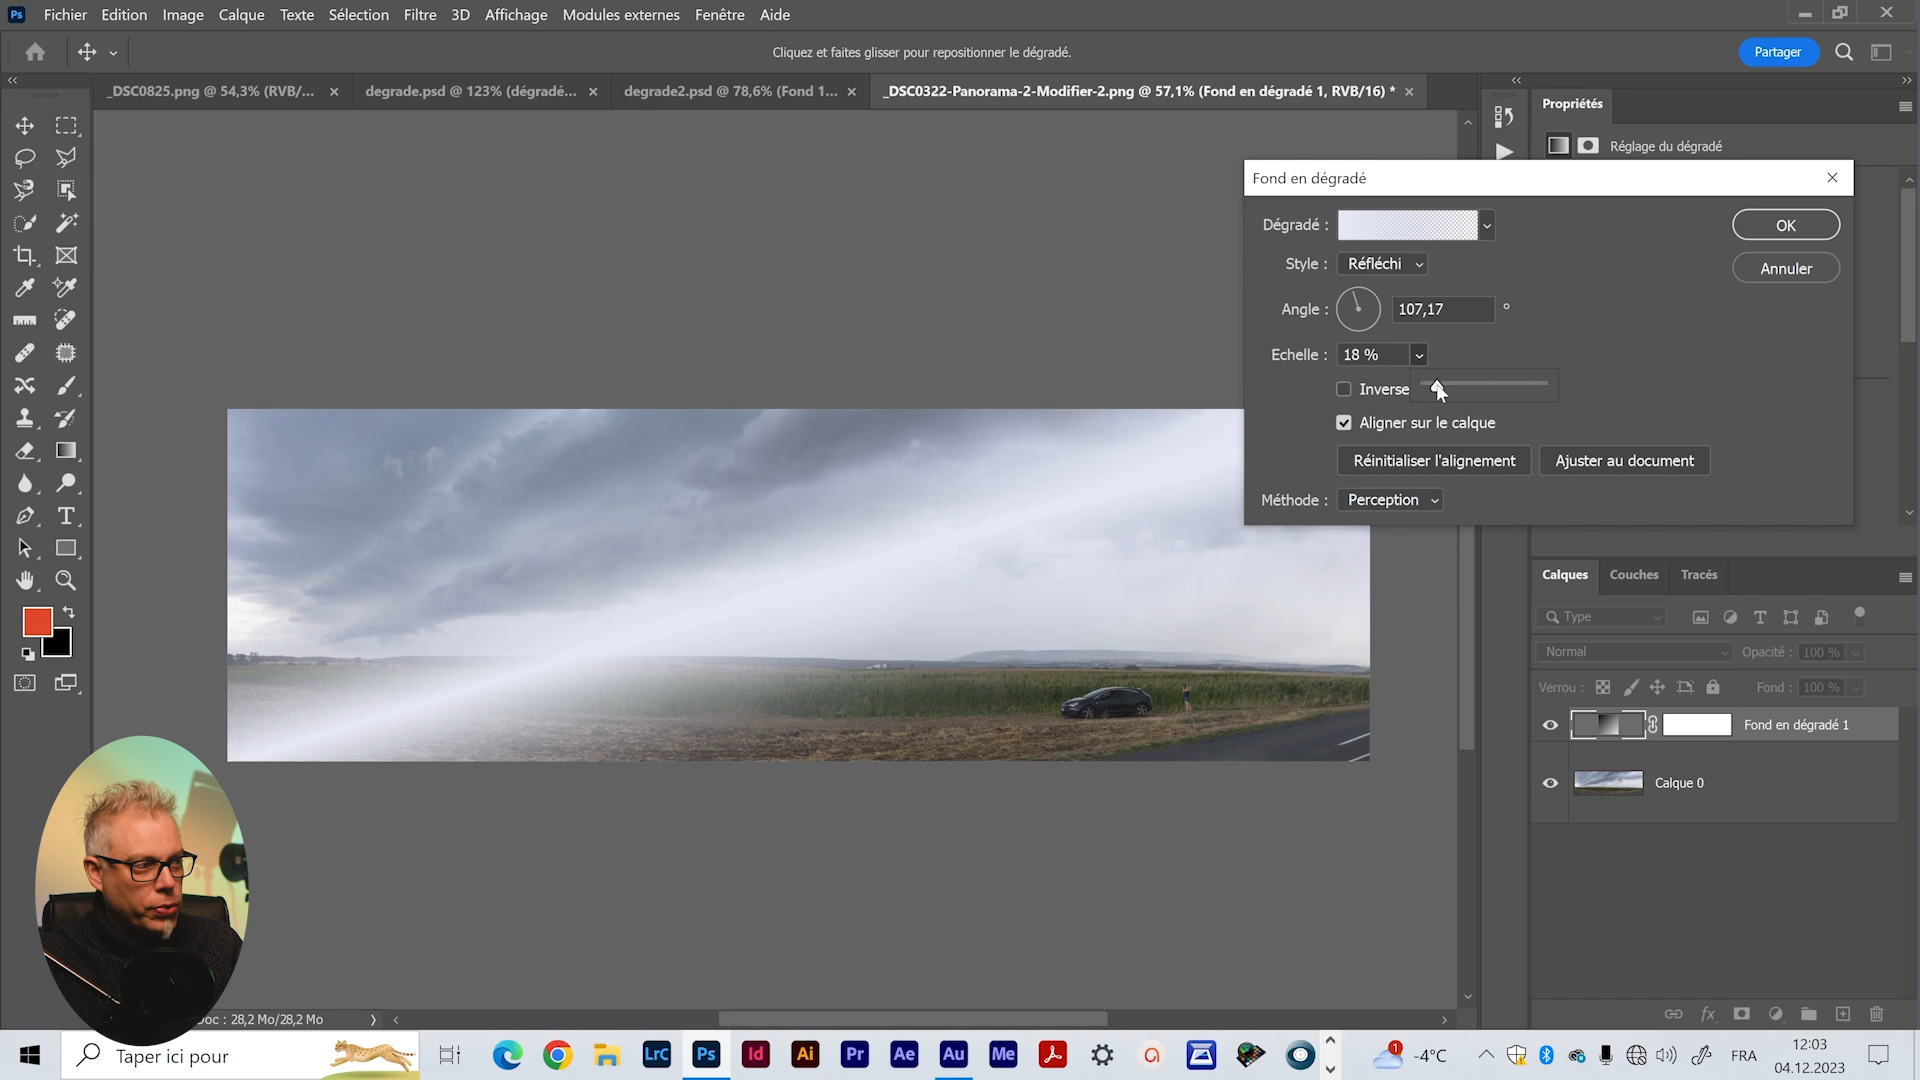 Ps Fichier Edition Image Calque Texte Sélection Filtre 3D Affichage Modules externes Fenêtre Aide
Cliquez et faites glisser pour repositionner le dégradé.
Partager
_DSC0825.png @ 54,3% (RVB/...
degrade.psd @ 123% (dégradé...
degrade2.psd @ 78,6% (Fond 1...
_DSC0322-Panorama-2-Modifier-2.png @ 57,1% (Fond en dégradé 1, RVB/16) *
Propriétés
Réglage du dégradé
Fond en dégradé
Dégradé :
OK
Style : Réfléchi
Annuler
Angle : 107,17 °
Echelle : 18 %
Inverse
Aligner sur le calque
Réinitialiser l'alignement
Ajuster au document
Méthode : Perception
Calques Couches Tracés
Type
Normal
Opacité : 100 %
Verrou :
Fond : 100 %
Fond en dégradé 1
Calque 0
fx
Doc : 28,2 Mo/28,2 Mo
Taper ici pour
LrC Ps Id Ai Pr Ae Au Me
1
-4°C
FRA
12:03
04.12.2023